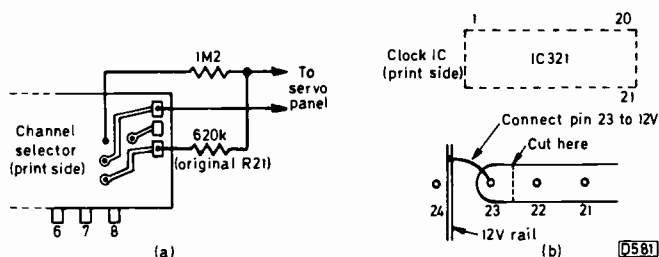 1M2
To
servo
panel
Channel
selector
(print side)
620k
(original R21)
6 7 8
(a)
1 20
Clock IC
(print side)
IC321
21
Connect pin 23 to 12V
Cut here
24 23 22 21
12V rail
(b)
D581